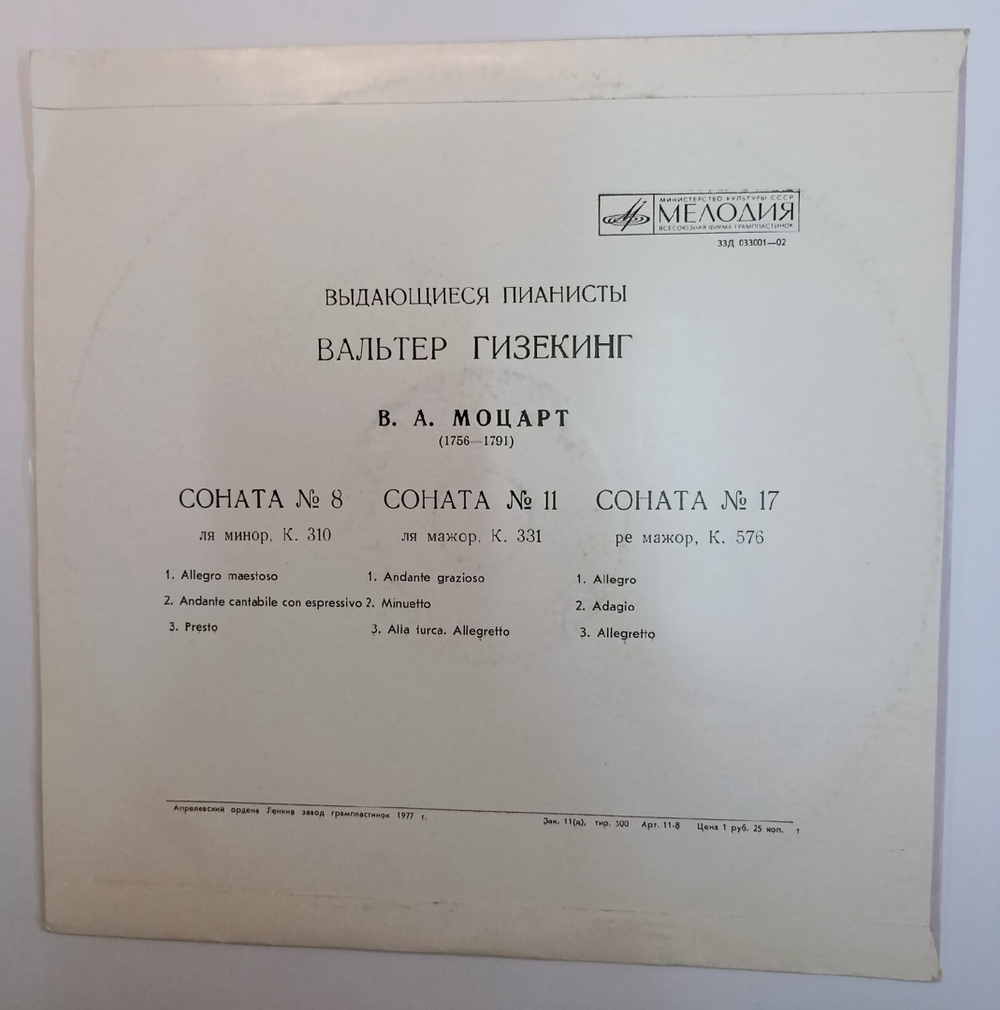 МИНИСТЕРСТВО КУЛЬТУРЫ СССР
МЕЛОДИЯ
ВСЕСОЮЗНАЯ ФИРМА ГРАМПЛАСТИНОК
33Д 033001—02
ВЫДАЮЩИЕСЯ ПИАНИСТЫ
ВАЛЬТЕР ГИЗЕКИНГ
В. А. МОЦАРТ
(1756—1791)
СОНАТА № 8 СОНАТА № 11 СОНАТА № 17
ля минор, К. 310 ля мажор, К. 331 ре мажор, К. 576
1. Allegro maestoso 1. Andante grazioso 1. Allegro
2. Andante cantabile con espressivo 2. Minuetto 2. Adagio
3. Presto 3. Alla turca. Allegretto 3. Allegretto
Апрелевский ордена Ленина завод грампластинок 1977 г. Зак. 11(д), тир. 500 Арт. 11-8 Цена 1 руб. 25 коп. т